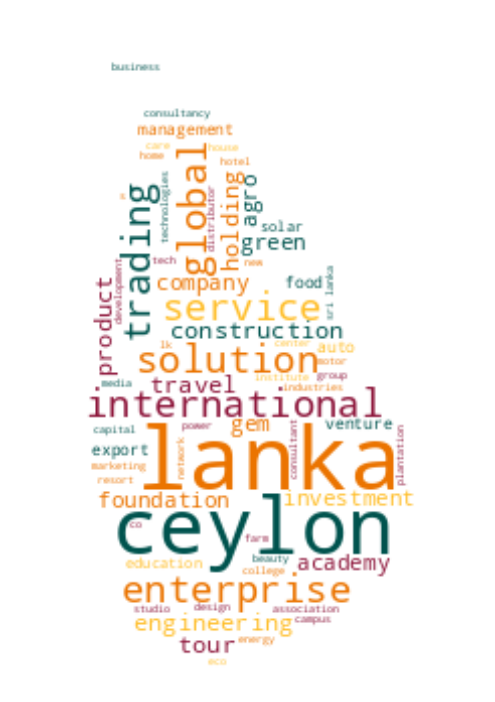 business
consultancy
management
care
house
home
hotel
global
trading
technologies
distributor
holding
agro
solar
green
tech
new
development
company
food
sri lanka
product
service
construction
lk
center
auto
solution
motor
institute
group
media
travel
industries
international
gem
power
venture
capital
lanka
export
network
consultant
plantation
marketing
resort
foundation
investment
ceylon
co
farm
beauty
academy
education
college
enterprise
studio
design
association
engineering
campus
tour
energy
eco